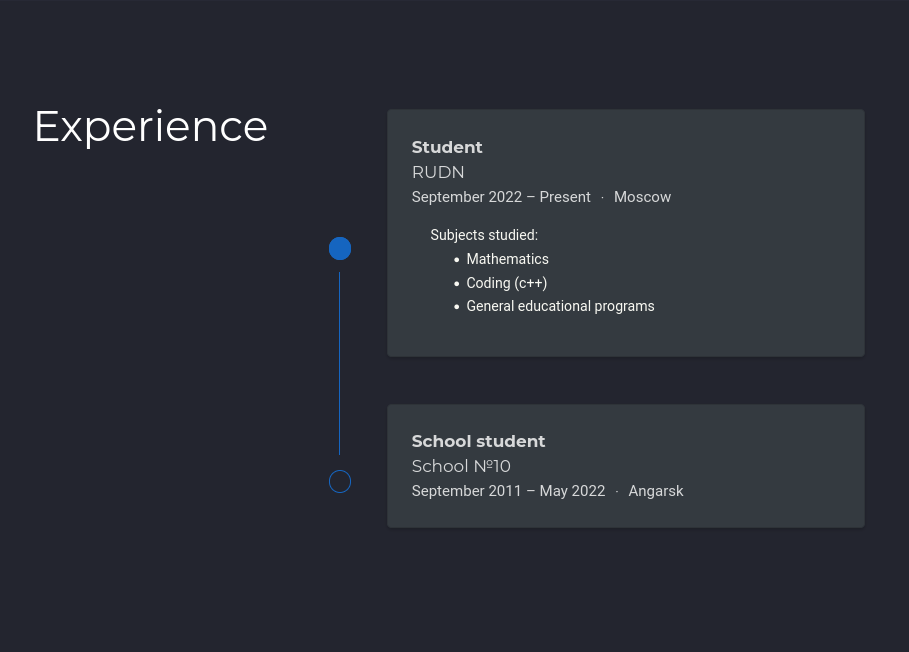 Experience
Student
RUDN
September 2022 – Present · Moscow
Subjects studied:
• Mathematics
• Coding (c++)
• General educational programs
School student
School №10
September 2011 – May 2022 · Angarsk